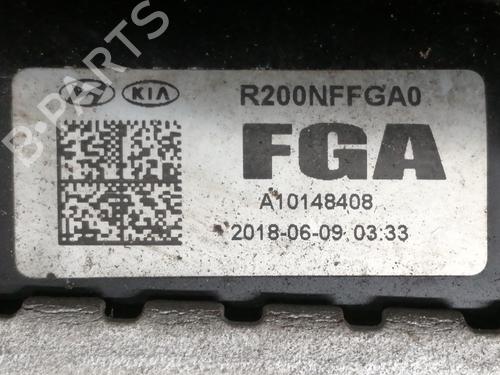 B-PARTS
KIA
R200NFFGA0
FGA
A10148408
2018-06-09 03:33